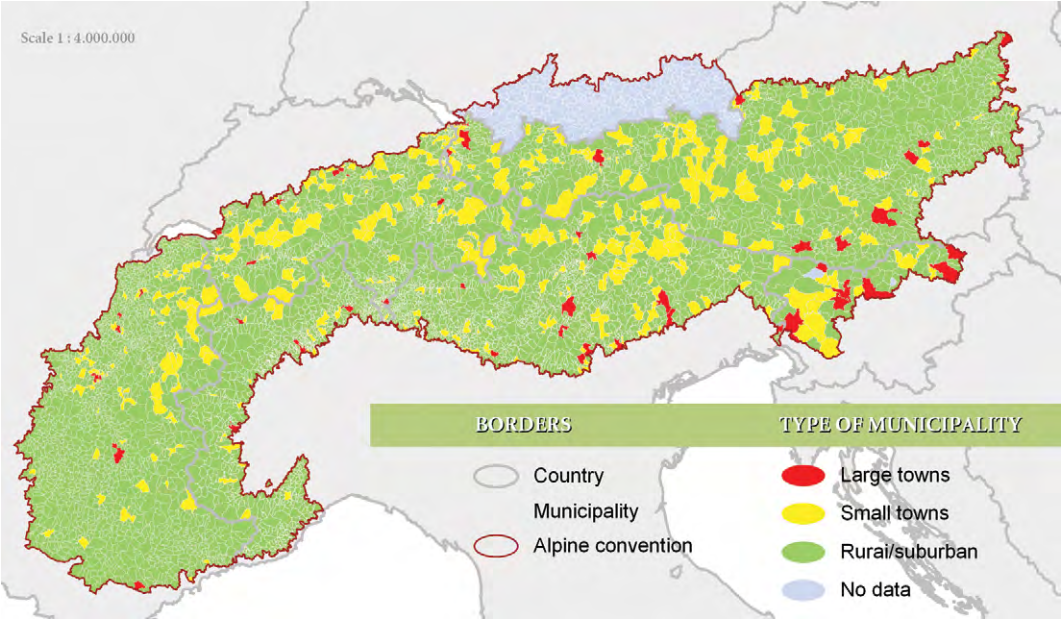 Scale 1 : 4.000.000
BORDERS
Country
Municipality
Alpine convention
TYPE OF MUNICIPALITY
Large towns
Small towns
Rurai/suburban
No data